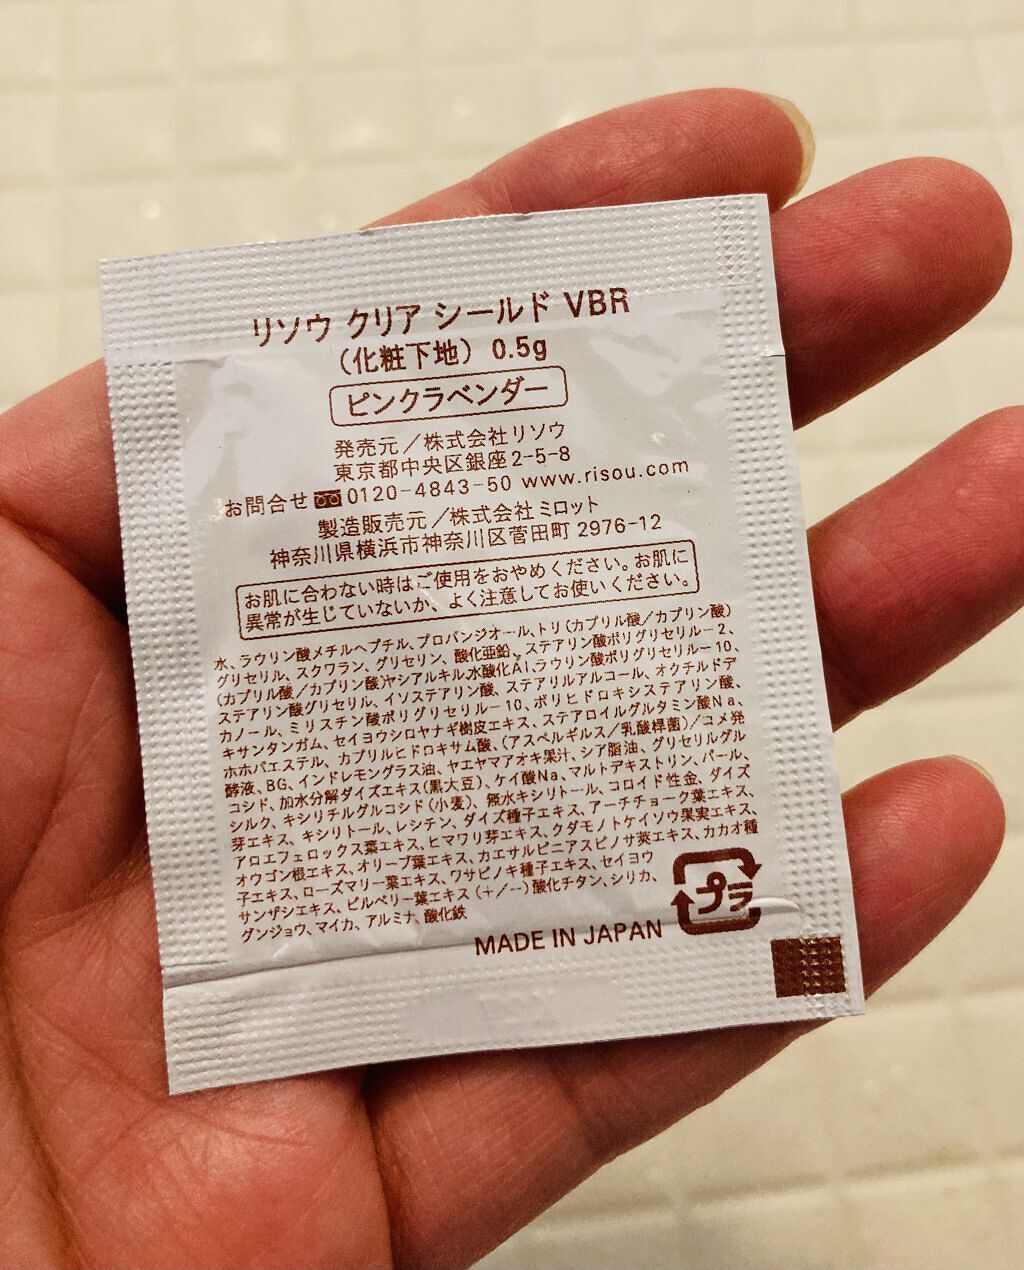 リソウ クリア シールド VBR
（化粧下地） 0.5g
ピンクラベンダー
発売元／株式会社リソウ
東京都中央区銀座2-5-8
お問合せ 0120-4843-50 www.risou.com
製造販売元／株式会社ミロット
神奈川県横浜市神奈川区菅田町 2976-12
お肌に合わない時はご使用をおやめください。お肌に
異常が生じていないか、よく注意してお使いください。
水、ラウリン酸メチルヘプチル、プロパンジオール、トリ（カプリル酸／カプリン酸）
グリセリル、スクワラン、グリセリン、酸化亜鉛、ステアリン酸ポリグリセリル－2、
（カプリル酸／カプリン酸）ヤシアルキル、水酸化Al、ラウリン酸ポリグリセリル－10、
ステアリン酸グリセリル、イソステアリン酸、ステアリルアルコール、オクチルドデ
カノール、ミリスチン酸ポリグリセリル－10、ポリヒドロキシステアリン酸、
キサンタンガム、セイヨウシロヤナギ樹皮エキス、ステアロイルグルタミン酸Na、
ホホバエステル、カプリルヒドロキサム酸、（アスペルギルス／乳酸桿菌）／コメ発
酵液、BG、インドレモングラス油、ヤエヤマアオキ果汁、シア脂油、グリセリルグル
コシド、加水分解ダイズエキス（黒大豆）、ケイ酸Na、マルトデキストリン、パール、
シルク、キシリチルグルコシド（小麦）、無水キシリトール、コロイド性金、ダイズ
芽エキス、キシリトール、レシチン、ダイズ種子エキス、アーチチョーク葉エキス、
アロエフェロックス葉エキス、ヒマワリ芽エキス、クダモノトケイソウ果実エキス、
オウゴン根エキス、オリーブ葉エキス、カエサルピニアスピノサ莢エキス、カカオ種
子エキス、ローズマリー葉エキス、ワサビノキ種子エキス、セイヨウ
サンザシエキス、ビルベリー葉エキス （＋／－）酸化チタン、シリカ、
グンジョウ、マイカ、アルミナ、酸化鉄
プラ
MADE IN JAPAN